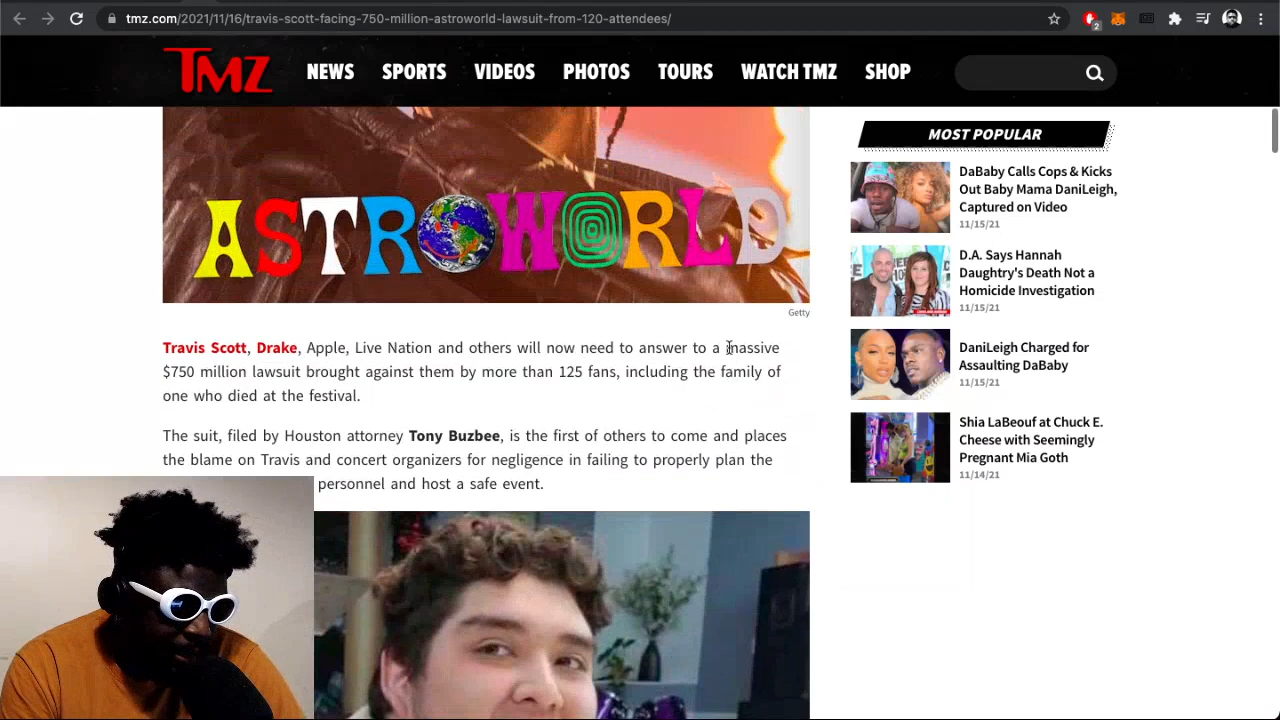 tmz.com/2021/11/16/travis-scott-facing-750-million-astroworld-lawsuit-from-120-attendees/
2
TMZ
NEWS SPORTS VIDEOS PHOTOS TOURS WATCH TMZ SHOP
ASTROWORLD
Getty
Travis Scott, Drake, Apple, Live Nation and others will now need to answer to a massive
$750 million lawsuit brought against them by more than 125 fans, including the family of
one who died at the festival.
The suit, filed by Houston attorney Tony Buzbee, is the first of others to come and places
the blame on Travis and concert organizers for negligence in failing to properly plan the
personnel and host a safe event.
MOST POPULAR
DaBaby Calls Cops & Kicks
Out Baby Mama DaniLeigh,
Captured on Video
11/15/21
D.A. Says Hannah
Daughtry's Death Not a
Homicide Investigation
11/15/21
DaniLeigh Charged for
Assaulting DaBaby
11/15/21
Shia LaBeouf at Chuck E.
Cheese with Seemingly
Pregnant Mia Goth
11/14/21